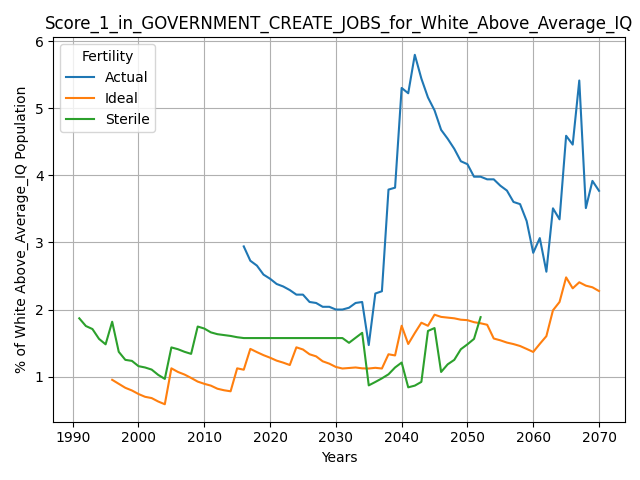 Score_1_in_GOVERNMENT_CREATE_JOBS_for_White_Above_Average_IQ
Fertility
Actual
Ideal
Sterile
% of White Above_Average_IQ Population
6
5
4
3
2
1
1990 2000 2010 2020 2030 2040 2050 2060 2070
Years